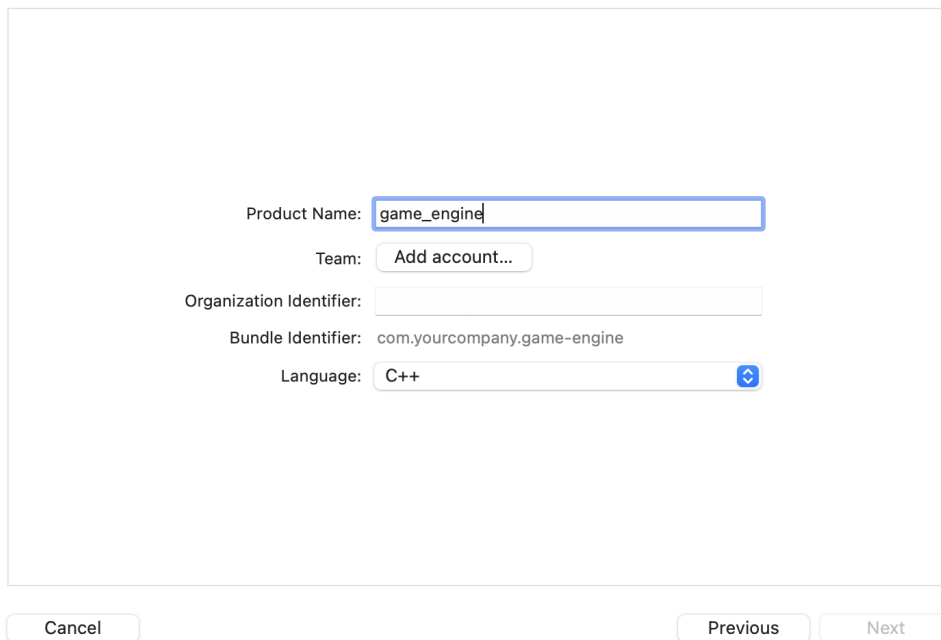 Product Name: game_engine
Team: Add account...
Organization Identifier:
Bundle Identifier: com.yourcompany.game-engine
Language: C++
Cancel Previous Next